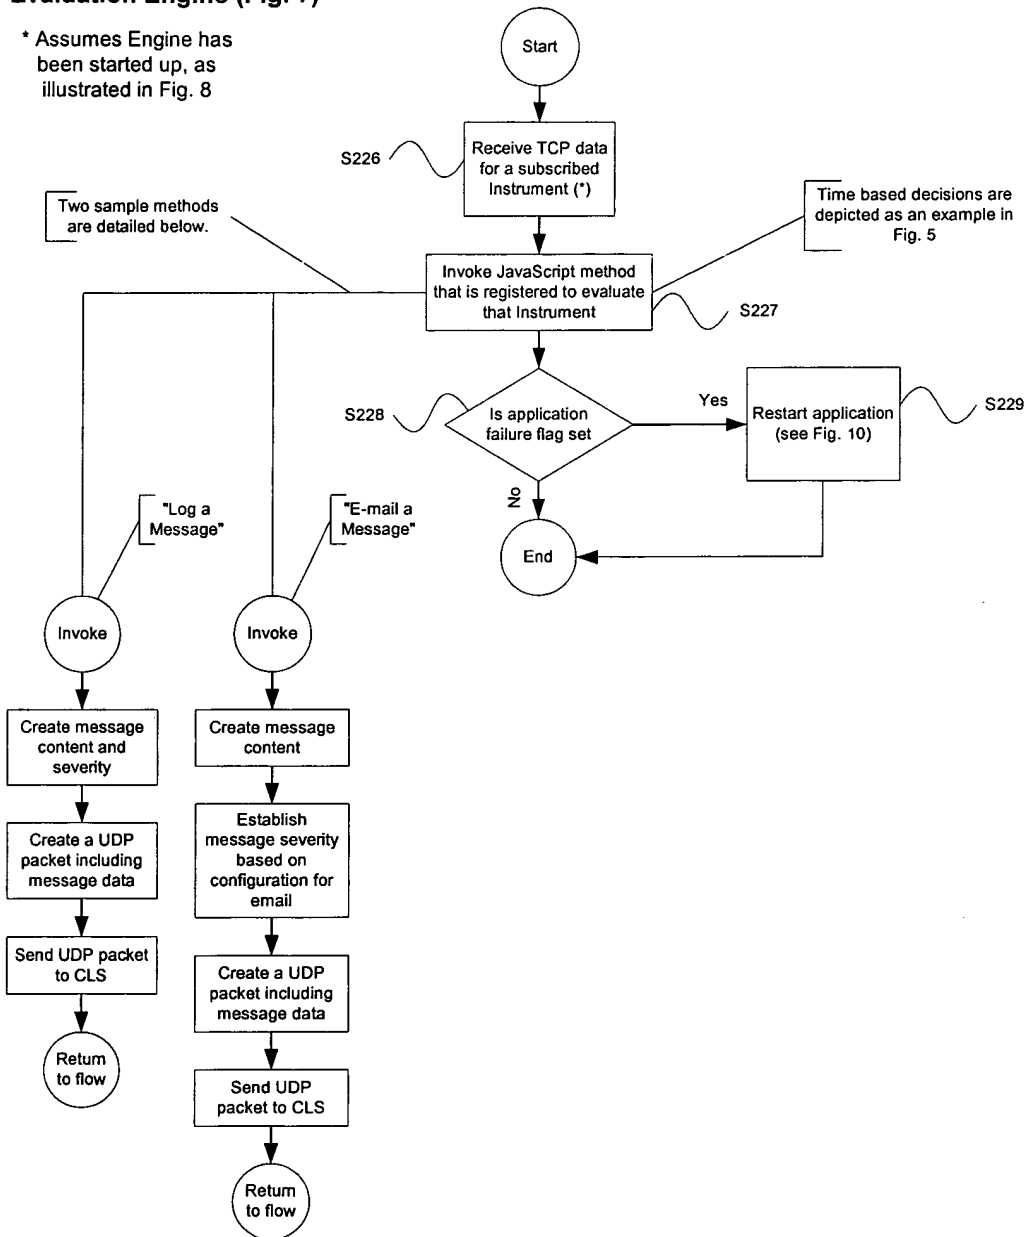 Evaluation Engine (Fig. 7)
* Assumes Engine has
been started up, as
illustrated in Fig. 8
Start
S226
Receive TCP data
for a subscribed
Instrument (*)
Two sample methods
are detailed below.
Time based decisions are
depicted as an example in
Fig. 5
Invoke JavaScript method
that is registered to evaluate
that Instrument
S227
S228
Is application
failure flag set
Yes
Restart application
(see Fig. 10)
S229
No
End
"Log a
Message"
"E-mail a
Message"
Invoke
Invoke
Create message
content and
severity
Create a UDP
packet including
message data
Send UDP packet
to CLS
Return
to flow
Create message
content
Establish
message severity
based on
configuration for
email
Create a UDP
packet including
message data
Send UDP
packet to CLS
Return
to flow